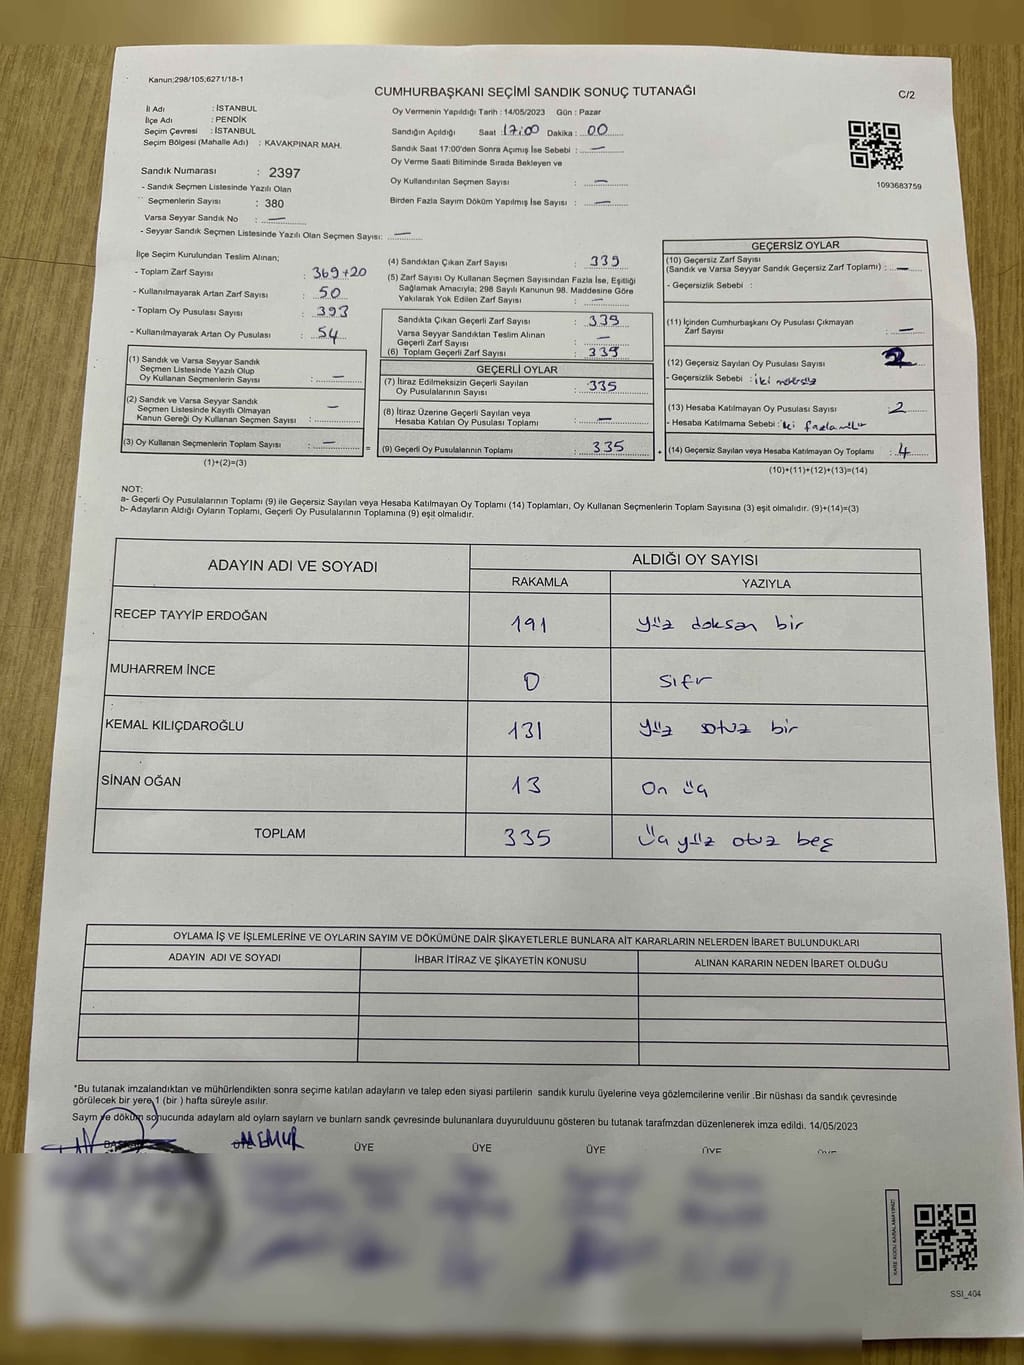 Kanun:298/105;6271/18-1
CUMHURBAŞKANI SEÇİMİ SANDIK SONUÇ TUTANAĞI
C/2
İl Adı : İSTANBUL
İlçe Adı : PENDİK
Seçim Çevresi : İSTANBUL
Seçim Bölgesi (Mahalle Adı) : KAVAKPINAR MAH.
Oy Vermenin Yapıldığı Tarih : 14/05/2023 Gün : Pazar
Sandığın Açıldığı Saat : 17:00 Dakika : 00
Sandık Saat 17:00'den Sonra Açımış İse Sebebi : —
Oy Verme Saati Bitiminde Sırada Bekleyen ve
Oy Kullandırılan Seçmen Sayısı : —
Birden Fazla Sayım Döküm Yapılmış İse Sayısı : —
1093683759
Sandık Numarası : 2397
- Sandık Seçmen Listesinde Yazılı Olan
Seçmenlerin Sayısı : 380
Varsa Seyyar Sandık No : —
- Seyyar Sandık Seçmen Listesinde Yazılı Olan Seçmen Sayısı: —
İlçe Seçim Kurulundan Teslim Alınan;
- Toplam Zarf Sayısı : 369+20
- Kullanılmayarak Artan Zarf Sayısı : 50
- Toplam Oy Pusulası Sayısı : 393
- Kullanılmayarak Artan Oy Pusulası : 54
(1) Sandık ve Varsa Seyyar Sandık
Seçmen Listesinde Yazılı Olup
Oy Kullanan Seçmenlerin Sayısı : —
(2) Sandık ve Varsa Seyyar Sandık
Seçmen Listesinde Kayıtlı Olmayan
Kanun Gereği Oy Kullanan Seçmen Sayısı : —
(3) Oy Kullanan Seçmenlerin Toplam Sayısı : —
(1)+(2)=(3)
(4) Sandıktan Çıkan Zarf Sayısı : 339
(5) Zarf Sayısı Oy Kullanan Seçmen Sayısından Fazla İse, Eşitliği
Sağlamak Amacıyla; 298 Sayılı Kanunun 98. Maddesine Göre
Yakılarak Yok Edilen Zarf Sayısı : —
Sandıkta Çıkan Geçerli Zarf Sayısı : 339
Varsa Seyyar Sandıktan Teslim Alınan
Geçerli Zarf Sayısı : —
(6) Toplam Geçerli Zarf Sayısı : 339
GEÇERLİ OYLAR
(7) İtiraz Edilmeksizin Geçerli Sayılan
Oy Pusulalarının Sayısı : 335
(8) İtiraz Üzerine Geçerli Sayılan veya
Hesaba Katılan Oy Pusulası Toplamı : —
= (9) Geçerli Oy Pusulalarının Toplamı : 335
GEÇERSİZ OYLAR
(10) Geçersiz Zarf Sayısı
(Sandık ve Varsa Seyyar Sandık Geçersiz Zarf Toplamı) : —
- Geçersizlik Sebebi :
(11) İçinden Cumhurbaşkanı Oy Pusulası Çıkmayan
Zarf Sayısı : —
(12) Geçersiz Sayılan Oy Pusulası Sayısı : 2
- Geçersizlik Sebebi : iki
(13) Hesaba Katılmayan Oy Pusulası Sayısı : 2
- Hesaba Katılmama Sebebi : iki
+ (14) Geçersiz Sayılan veya Hesaba Katılmayan Oy Toplamı : 4
(10)+(11)+(12)+(13)=(14)
NOT:
a- Geçerli Oy Pusulalarının Toplamı (9) ile Geçersiz Sayılan veya Hesaba Katılmayan Oy Toplamı (14) Toplamları, Oy Kullanan Seçmenlerin Toplam Sayısına (3) eşit olmalıdır. (9)+(14)=(3)
b- Adayların Aldığı Oyların Toplamı, Geçerli Oy Pusulalarının Toplamına (9) eşit olmalıdır.
ADAYIN ADI VE SOYADI
ALDIĞI OY SAYISI
RAKAMLA YAZIYLA
RECEP TAYYİP ERDOĞAN 191 yüz doksan bir
MUHARREM İNCE 0 sıfır
KEMAL KILIÇDAROĞLU 131 yüz otuz bir
SİNAN OĞAN 13 On üç
TOPLAM 335 üç yüz otuz beş
OYLAMA İŞ VE İŞLEMLERİNE VE OYLARIN SAYIM VE DÖKÜMÜNE DAİR ŞİKAYETLERLE BUNLARA AİT KARARLARIN NELERDEN İBARET BULUNDUKLARI
ADAYIN ADI VE SOYADI İHBAR İTİRAZ VE ŞİKAYETİN KONUSU ALINAN KARARIN NEDEN İBARET OLDUĞU
*Bu tutanak imzalandıktan ve mühürlendikten sonra seçime katılan adayların ve talep eden siyasi partilerin sandık kurulu üyelerine veya gözlemcilerine verilir .Bir nüshası da sandık çevresinde
görülecek bir yere 1 (bir ) hafta süreyle asılır.
Sayım ve döküm sonucunda adaylarn ald oylarn saylarn ve bunlarn sandk çevresinde bulunanlara duyurulduunu gösteren bu tutanak tarafmzdan düzenlenerek imza edildi. 14/05/2023
MEMUR ÜYE ÜYE ÜYE ÜYE ÜYE
KARE KODU KARALAMAYINIZ!
SSI_404